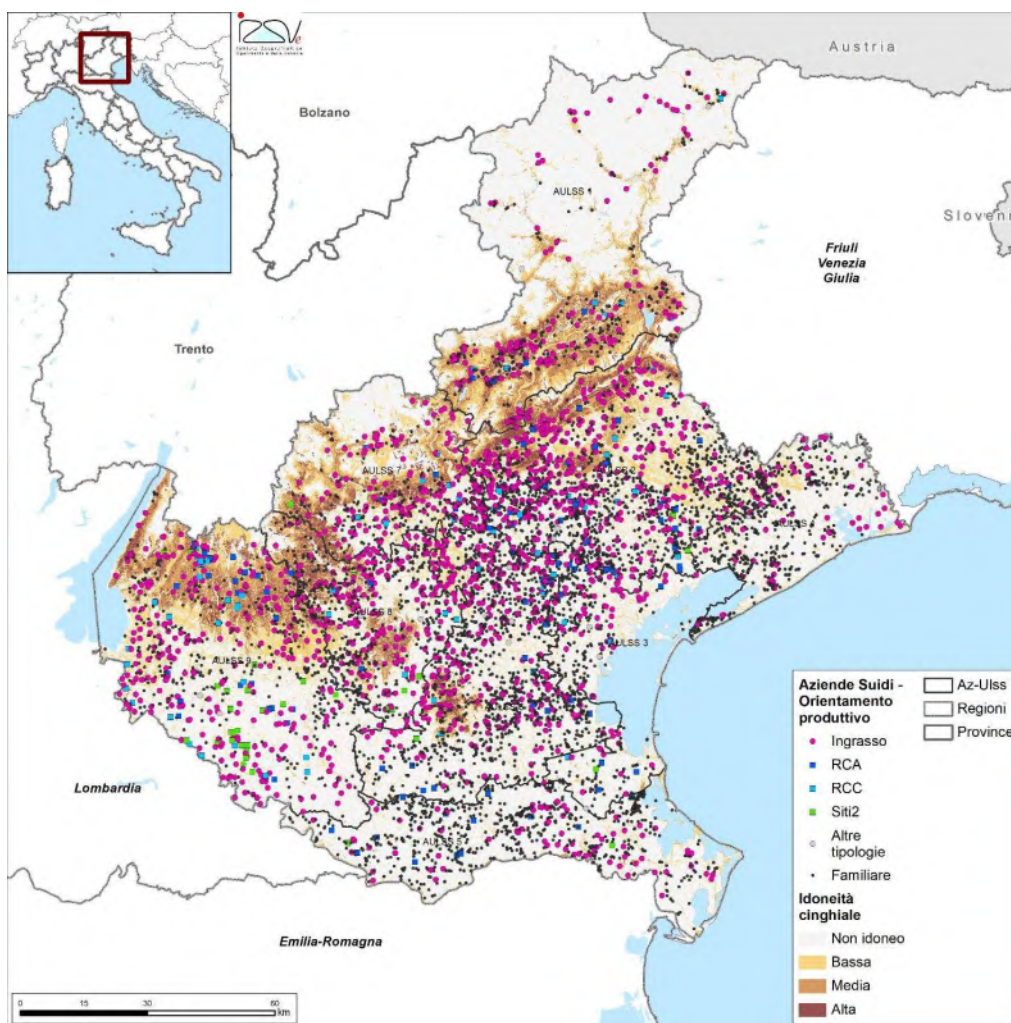 IZSVe
Austria
Bolzano
Slovenia
AULSS 1
Friuli
Venezia
Giulia
Trento
AULSS 7
AULSS 2
AULSS 8
AULSS 3
AULSS 9
AULSS 5
Lombardia
Emilia-Romagna
Aziende Suidi -
Orientamento
produttivo
Ingrasso
RCA
RCC
Siti2
Altre
tipologie
Familiare
Az-Ulss
Regioni
Province
Idoneità
cinghiale
Non idoneo
Bassa
Media
Alta
0 15 30 60
km